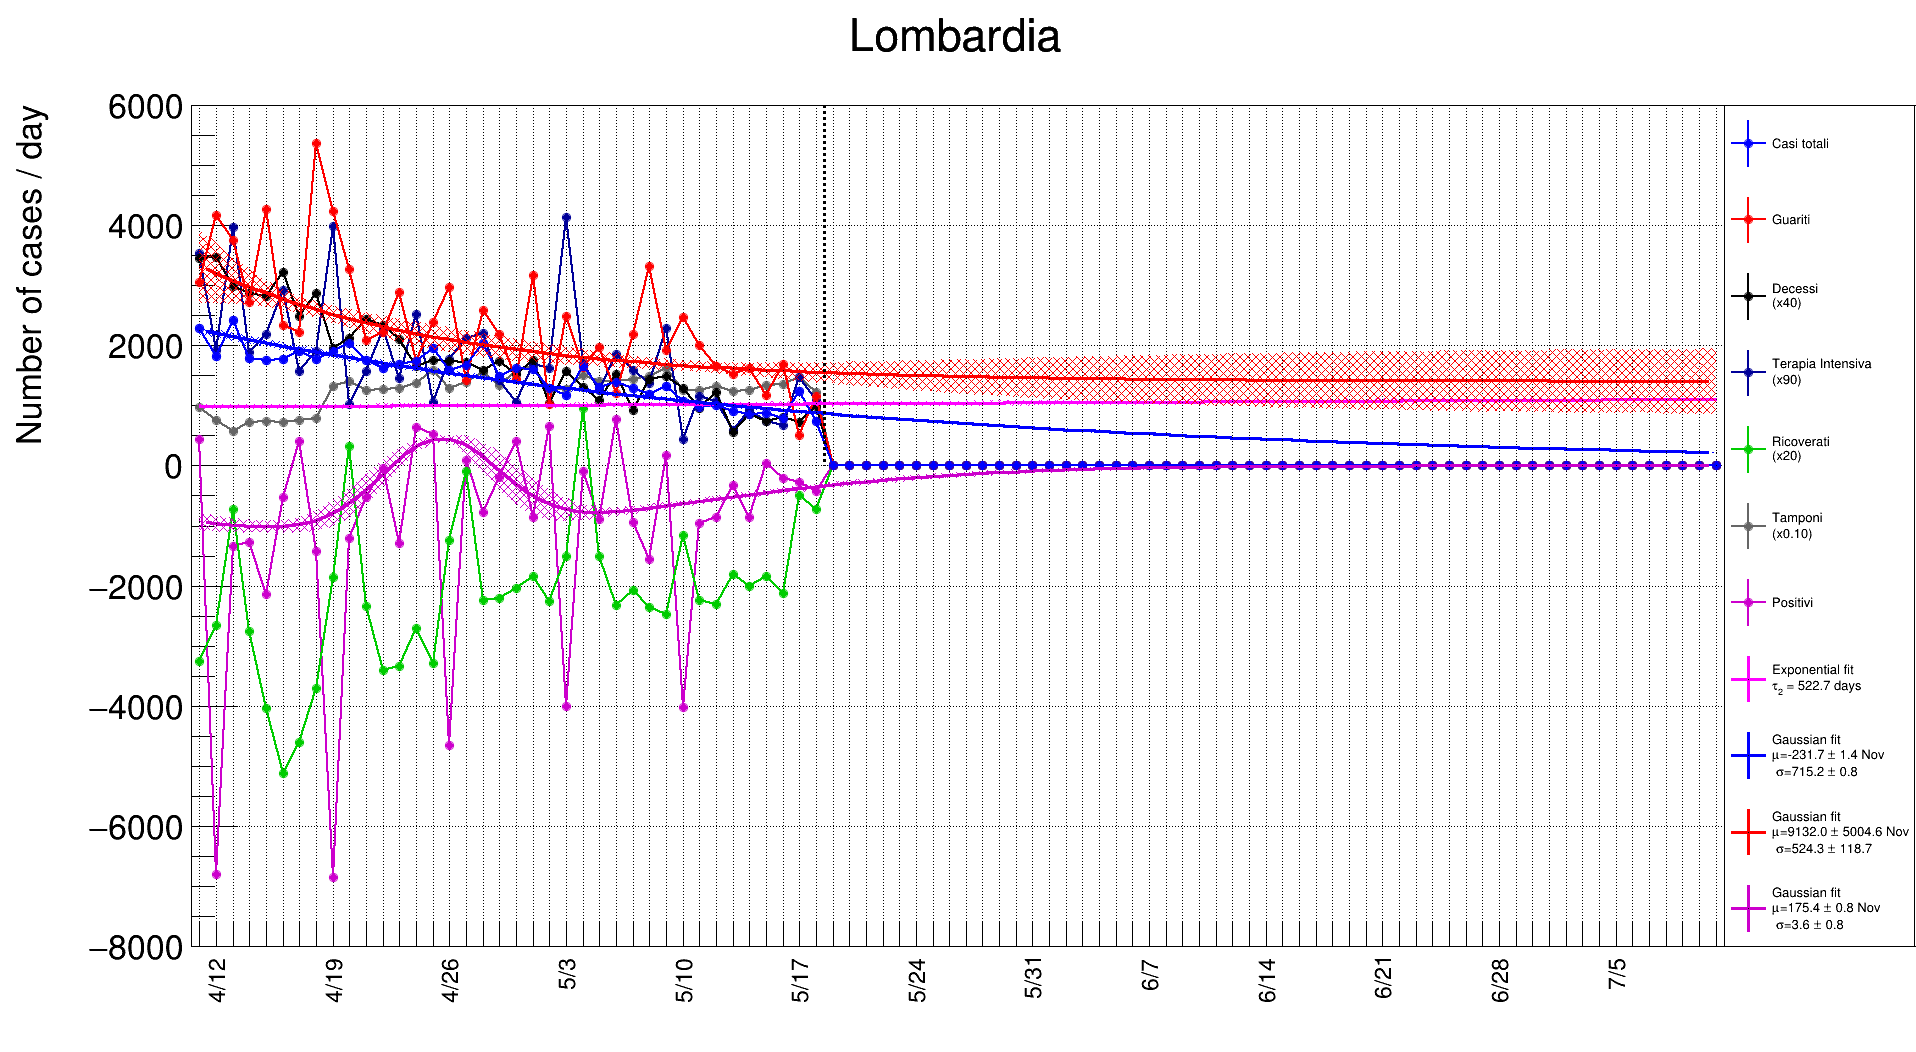 Lombardia
Number of cases / day
6000
4000
2000
0
−2000
−4000
−6000
−8000
4/12
4/19
4/26
5/3
5/10
5/17
5/24
5/31
6/7
6/14
6/21
6/28
7/5
Casi totali
Guariti
Decessi
(x40)
Terapia Intensiva
(x90)
Ricoverati
(x20)
Tamponi
(x0.10)
Positivi
Exponential fit
τ₂ = 522.7 days
Gaussian fit
μ=-231.7 ± 1.4 Nov
σ=715.2 ± 0.8
Gaussian fit
μ=9132.0 ± 5004.6 Nov
σ=524.3 ± 118.7
Gaussian fit
μ=175.4 ± 0.8 Nov
σ=3.6 ± 0.8